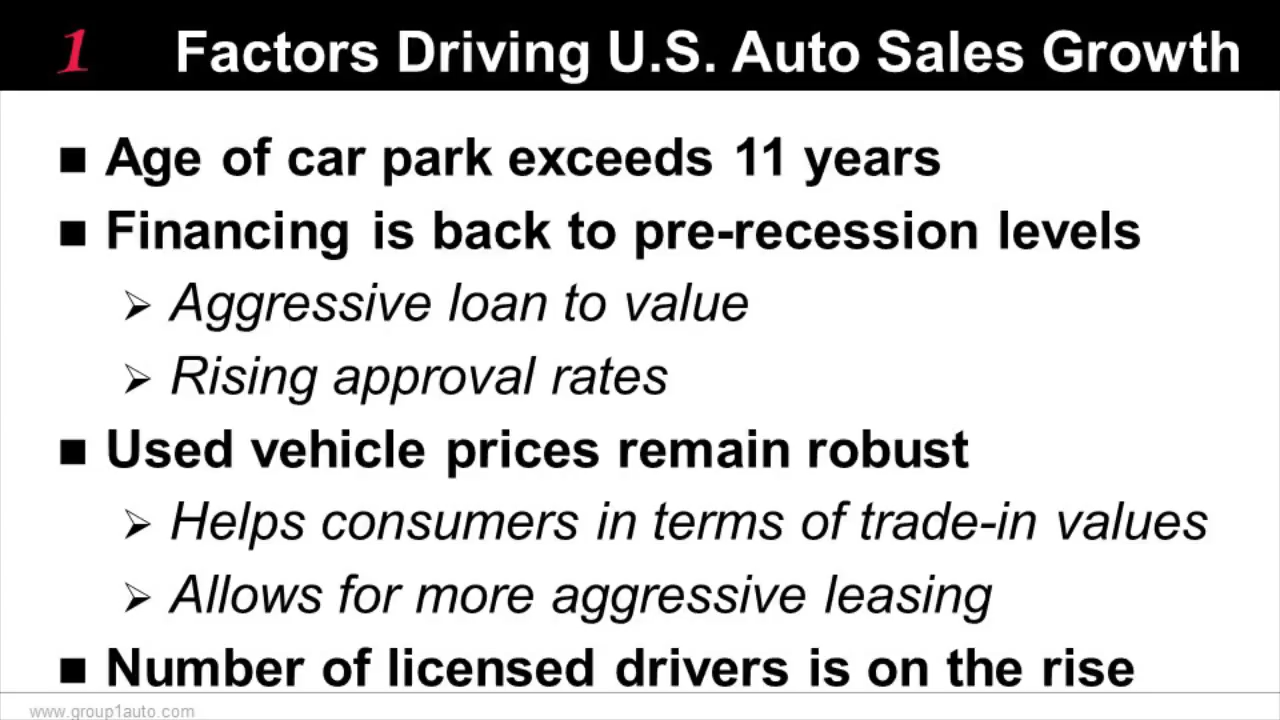 1 Factors Driving U.S. Auto Sales Growth
■ Age of car park exceeds 11 years
■ Financing is back to pre-recession levels
➢ Aggressive loan to value
➢ Rising approval rates
■ Used vehicle prices remain robust
➢ Helps consumers in terms of trade-in values
➢ Allows for more aggressive leasing
■ Number of licensed drivers is on the rise
www.group1auto.com